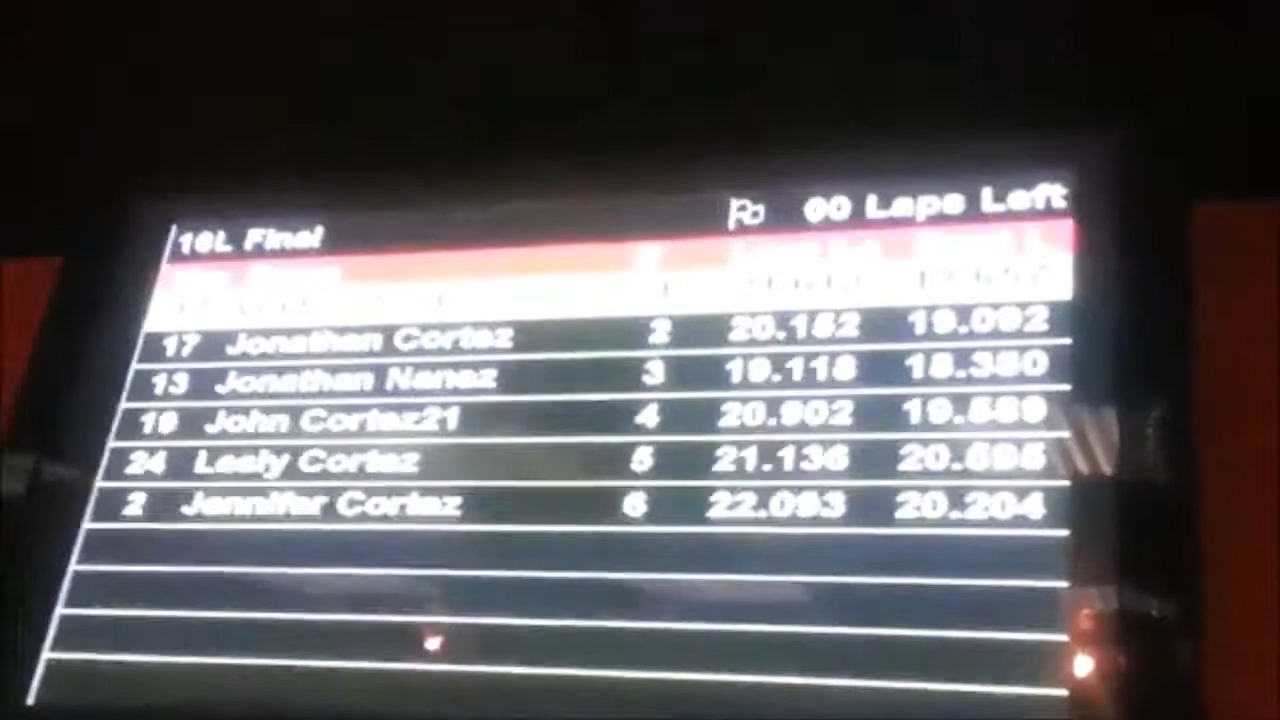 16L Final 00 Laps Left
17 Jonathan Cortez 2 20.152 19.092
13 Jonathan Nanez 3 19.118 18.350
19 John Cortez21 4 20.902 19.589
24 Lesly Cortez 5 21.136 20.595
2 Jennifer Cortez 6 22.093 20.204